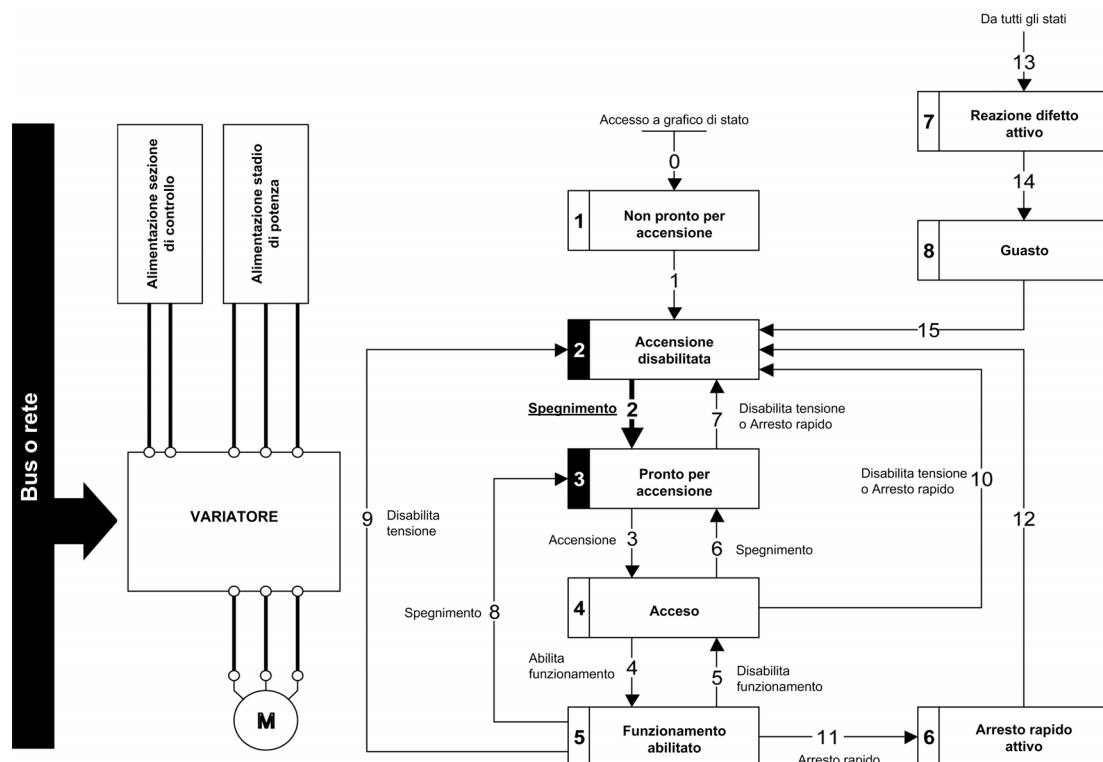 Da tutti gli stati
13
7
Reazione difetto
attivo
14
8
Guasto
15
Accesso a grafico di stato
0
1
Non pronto per
accensione
1
2
Accensione
disabilitata
Spegnimento 2
7
Disabilita tensione
o Arresto rapido
3
Pronto per
accensione
Accensione 3
6 Spegnimento
4
Acceso
Abilita
funzionamento
4
5
Disabilita
funzionamento
5
Funzionamento
abilitato
11
Arresto rapido
6
Arresto rapido
attivo
Disabilita tensione
o Arresto rapido
10
12
9
Disabilita
tensione
Spegnimento 8
Bus o rete
Alimentazione sezione
di controllo
Alimentazione stadio
di potenza
VARIATORE
M